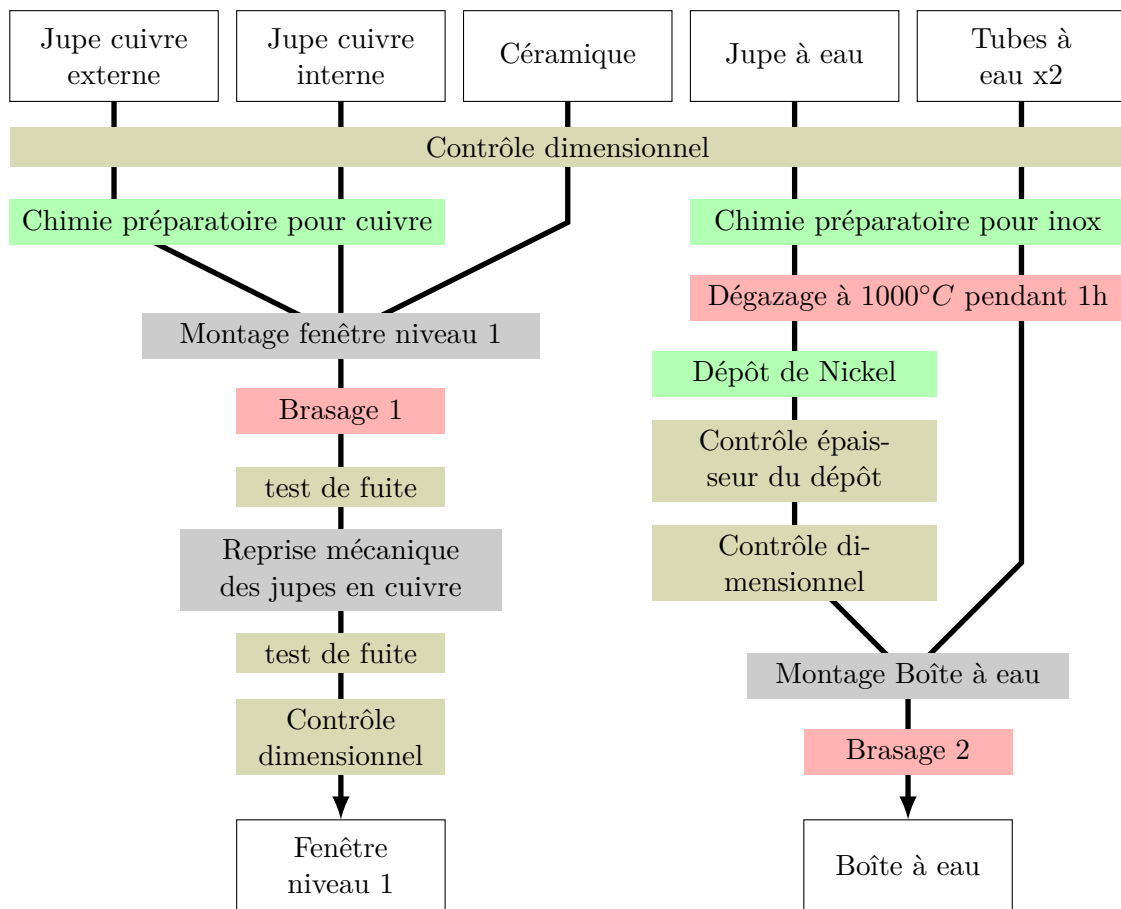 Jupe cuivre
externe
Jupe cuivre
interne
Céramique
Jupe à eau
Tubes à
eau x2
Contrôle dimensionnel
Chimie préparatoire pour cuivre
Chimie préparatoire pour inox
Dégazage à 1000°C pendant 1h
Montage fenêtre niveau 1
Dépôt de Nickel
Brasage 1
Contrôle épais-
seur du dépôt
test de fuite
Reprise mécanique
des jupes en cuivre
Contrôle di-
mensionnel
test de fuite
Montage Boîte à eau
Contrôle
dimensionnel
Brasage 2
Fenêtre
niveau 1
Boîte à eau